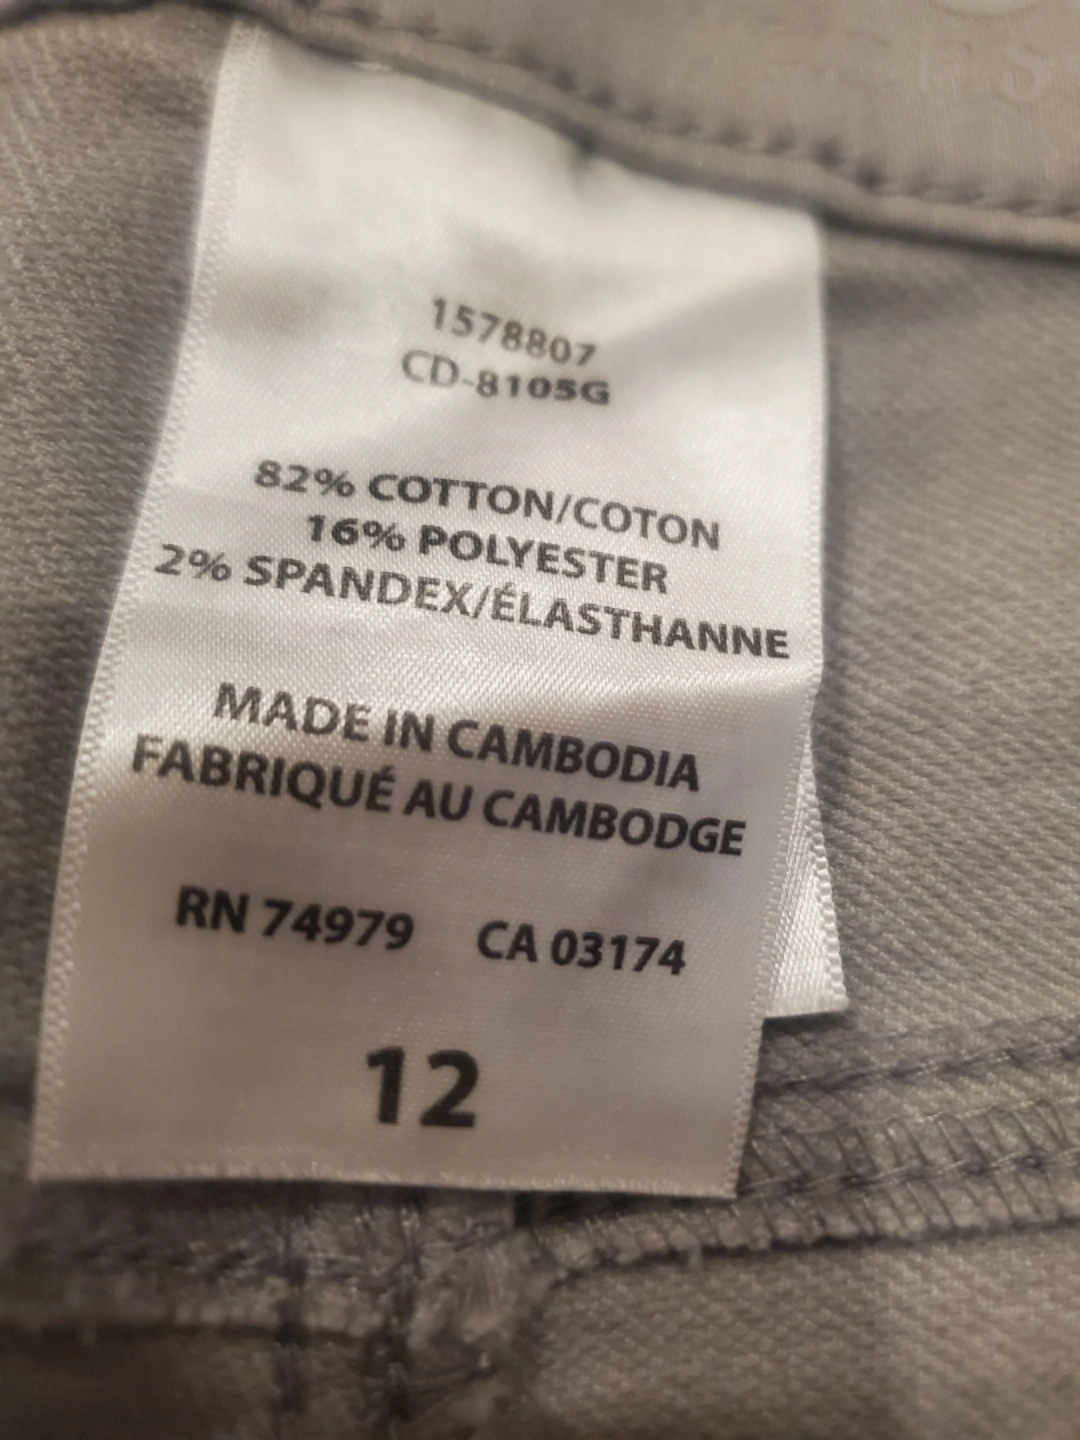 1578807
CD-8105G
82% COTTON/COTON
16% POLYESTER
2% SPANDEX/ÉLASTHANNE
MADE IN CAMBODIA
FABRIQUÉ AU CAMBODGE
RN 74979 CA 03174
12